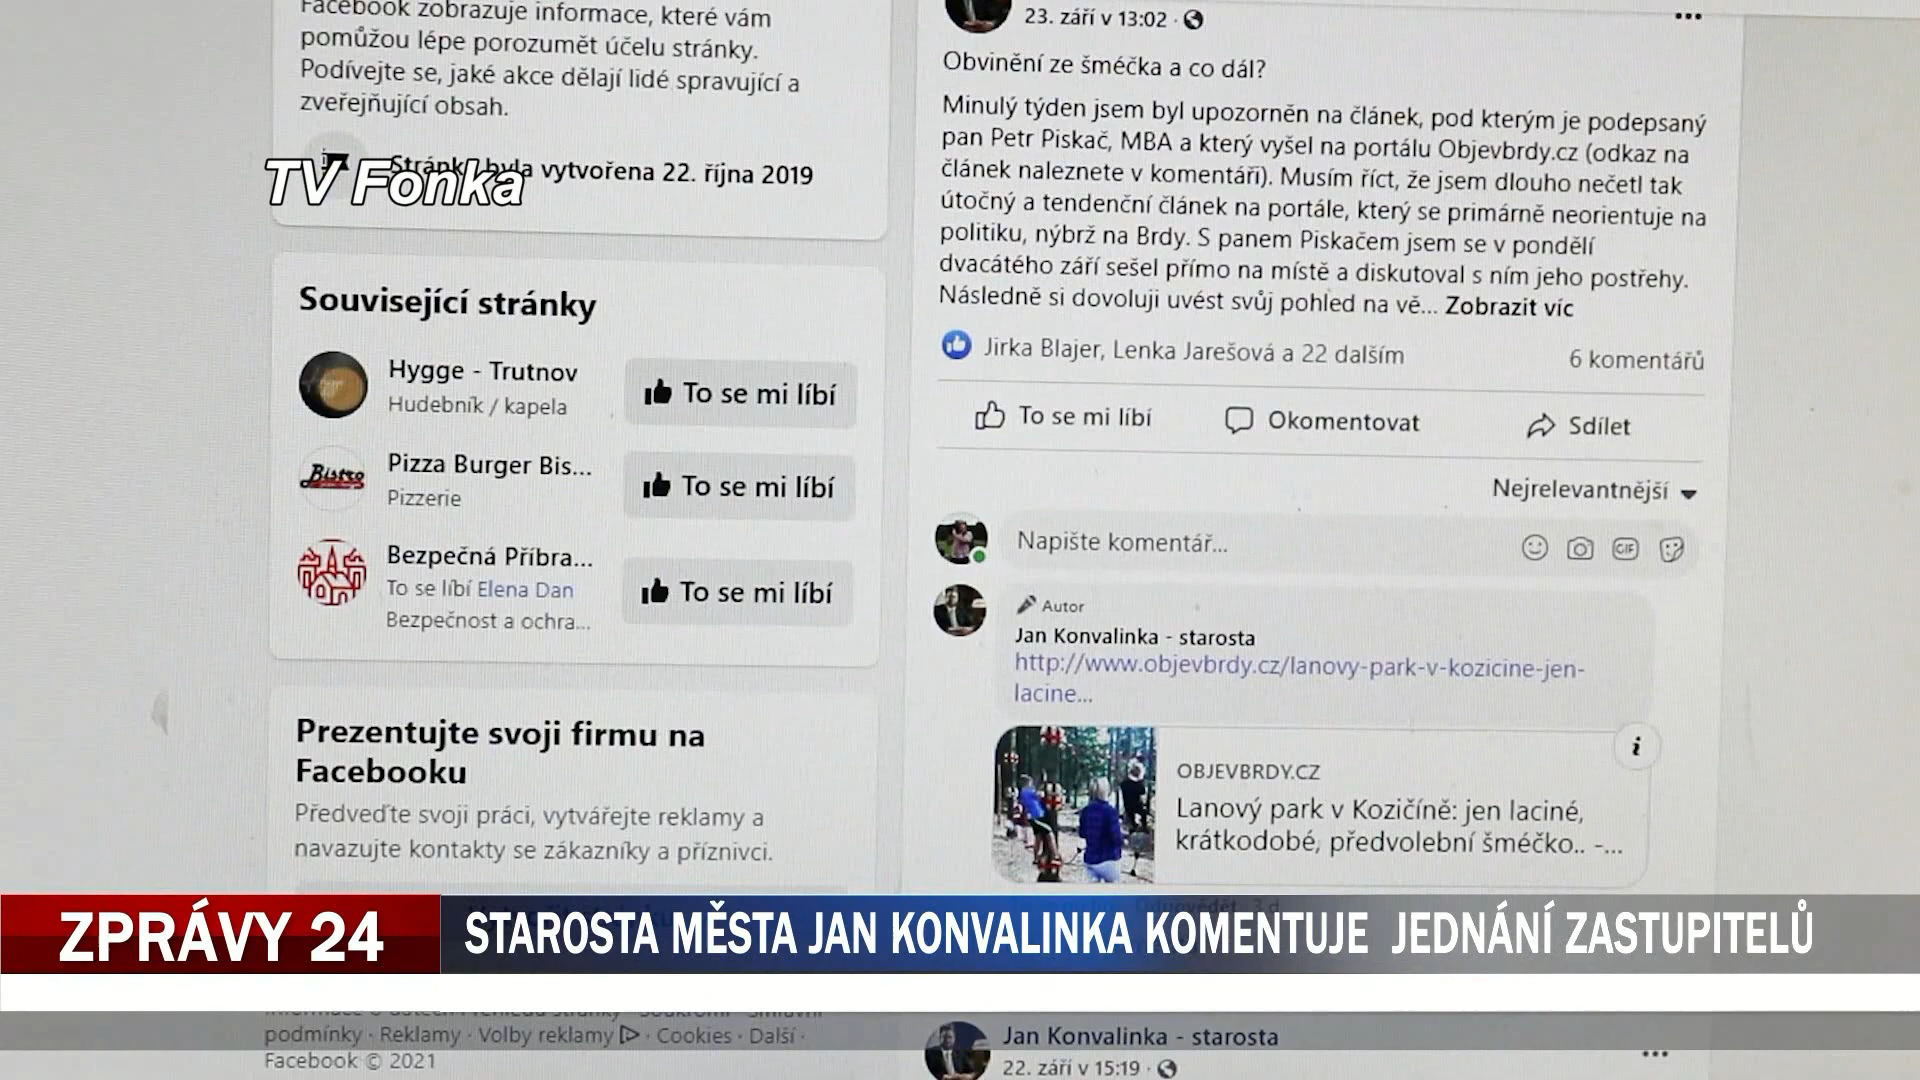 Facebook zobrazuje informace, které vám
pomůžou lépe porozumět účelu stránky.
Podívejte se, jaké akce dělají lidé spravující a
zveřejňující obsah.
Stránka byla vytvořena 22. října 2019
TV Fonka
Související stránky
Hygge - Trutnov
Hudebník / kapela
To se mi líbí
Pizza Burger Bis...
Pizzerie
To se mi líbí
Bistro
Bezpečná Příbra...
To se líbí Elena Dan
Bezpečnost a ochra...
To se mi líbí
Prezentujte svoji firmu na
Facebooku
Předveďte svoji práci, vytvářejte reklamy a
navazujte kontakty se zákazníky a příznivci.
23. září v 13:02 ·
Obvinění ze šméčka a co dál?
Minulý týden jsem byl upozorněn na článek, pod kterým je podepsaný
pan Petr Piskač, MBA a který vyšel na portálu Objevbrdy.cz (odkaz na
článek naleznete v komentáři). Musím říct, že jsem dlouho nečetl tak
útočný a tendenční článek na portále, který se primárně neorientuje na
politiku, nýbrž na Brdy. S panem Piskačem jsem se v pondělí
dvacátého září sešel přímo na místě a diskutoval s ním jeho postřehy.
Následně si dovoluji uvést svůj pohled na vě... Zobrazit víc
Jirka Blajer, Lenka Jarešová a 22 dalším
6 komentářů
To se mi líbí
Okomentovat
Sdílet
Nejrelevantnější
Napište komentář...
GIF
Autor
Jan Konvalinka - starosta
http://www.objevbrdy.cz/lanovy-park-v-kozicine-jen-
lacine...
OBJEVBRDY.CZ
Lanový park v Kozičíně: jen laciné,
krátkodobé, předvolební šméčko.. -...
ZPRÁVY 24
STAROSTA MĚSTA JAN KONVALINKA KOMENTUJE JEDNÁNÍ ZASTUPITELŮ
podmínky · Reklamy · Volby reklamy · Cookies · Další ·
Facebook © 2021
Jan Konvalinka - starosta
22. září v 15:19 ·